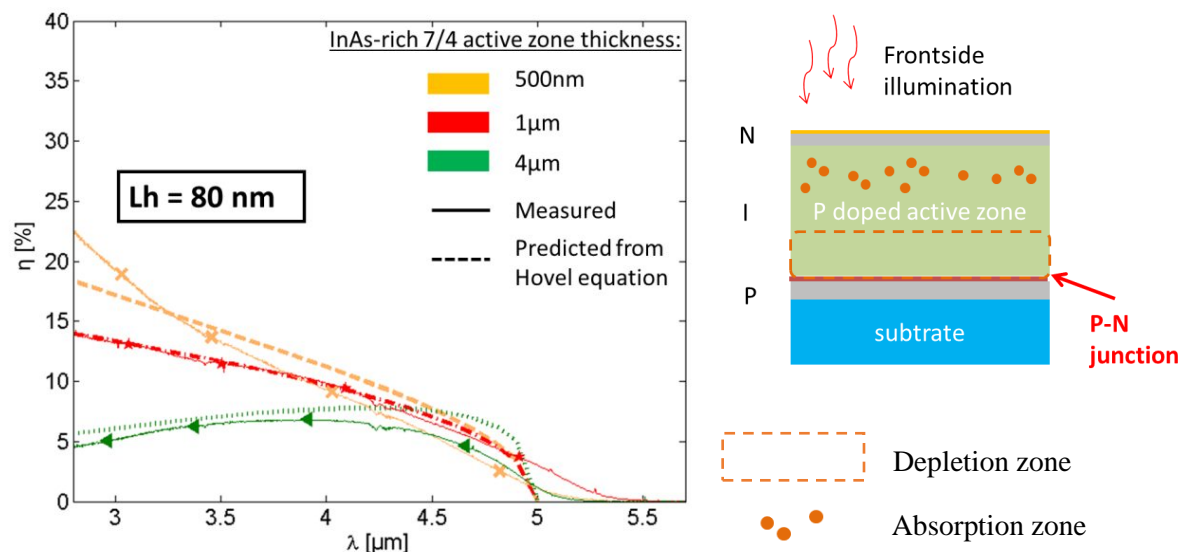 40
35
30
25
20
15
10
5
0
η [%]
3
3.5
4
4.5
5
5.5
λ [µm]
InAs-rich 7/4 active zone thickness:
500nm
1µm
4µm
Measured
Predicted from
Hovel equation
Lh = 80 nm
Frontside
illumination
N
I
P
P doped active zone
subtrate
P-N
junction
Depletion zone
Absorption zone